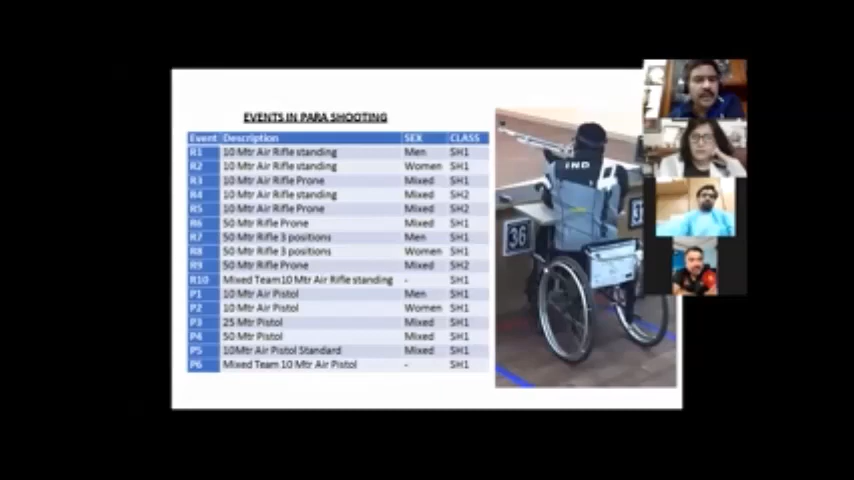 EVENTS IN PARA SHOOTING
Event Description SEX CLASS
R1 10 Mtr Air Rifle standing Men SH1
R2 10 Mtr Air Rifle standing Women SH1
R3 10 Mtr Air Rifle Prone Mixed SH1
R4 10 Mtr Air Rifle standing Mixed SH2
R5 10 Mtr Air Rifle Prone Mixed SH2
R6 50 Mtr Rifle Prone Mixed SH1
R7 50 Mtr Rifle 3 positions Men SH1
R8 50 Mtr Rifle 3 positions Women SH1
R9 50 Mtr Rifle Prone Mixed SH2
R10 Mixed Team10 Mtr Air Rifle standing - SH1
P1 10 Mtr Air Pistol Men SH1
P2 10 Mtr Air Pistol Women SH1
P3 25 Mtr Pistol Mixed SH1
P4 50 Mtr Pistol Mixed SH1
P5 10Mtr Air Pistol Standard Mixed SH1
P6 Mixed Team 10 Mtr Air Pistol - SH1
IND
36